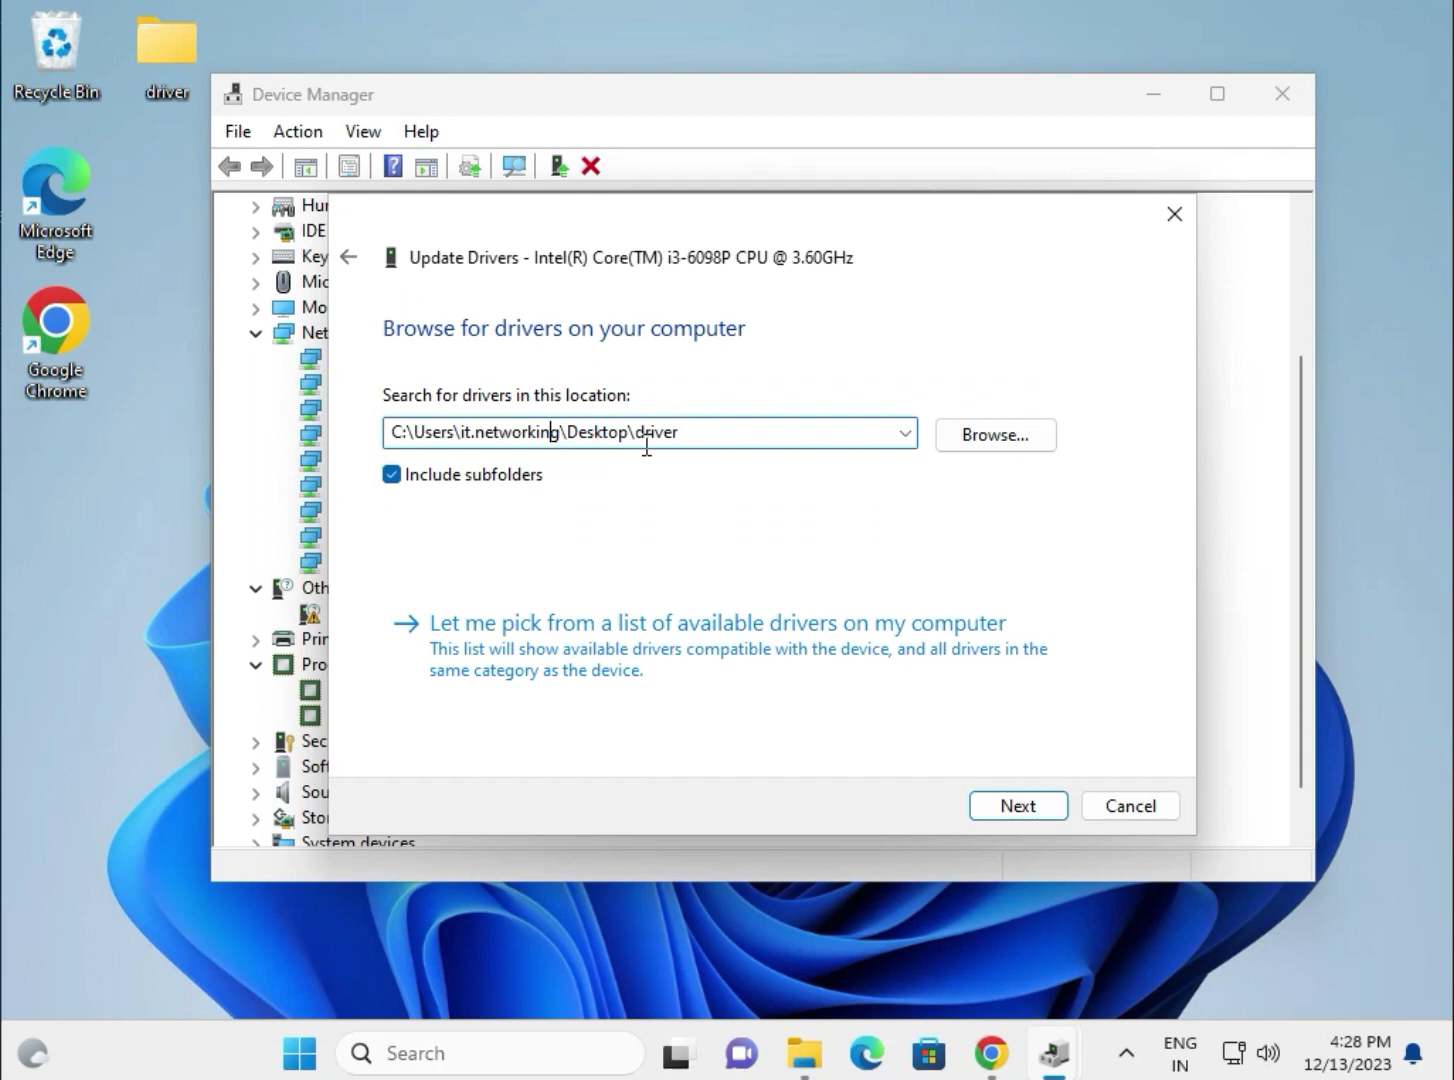 Recycle Bin
driver
Microsoft
Edge
Google
Chrome
Device Manager
File Action View Help
Hur
IDE
Key
Mic
Mo
Net
Oth
Prir
Pro
Sec
Soft
Sou
Stor
System devices
Update Drivers - Intel(R) Core(TM) i3-6098P CPU @ 3.60GHz
Browse for drivers on your computer
Search for drivers in this location:
C:\Users\it.networking\Desktop\driver
Browse...
Include subfolders
Let me pick from a list of available drivers on my computer
This list will show available drivers compatible with the device, and all drivers in the
same category as the device.
Next
Cancel
Search
ENG
IN
4:28 PM
12/13/2023